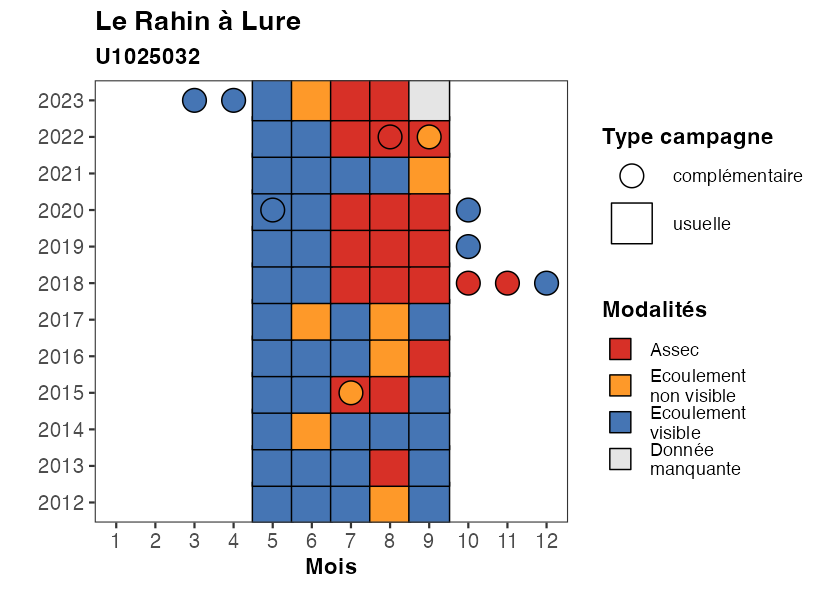 Le Rahin à Lure
U1025032
2023
2022
2021
2020
2019
2018
2017
2016
2015
2014
2013
2012
1 2 3 4 5 6 7 8 9 10 11 12
Mois
Type campagne
complémentaire
usuelle
Modalités
Assec
Ecoulement
non visible
Ecoulement
visible
Donnée
manquante